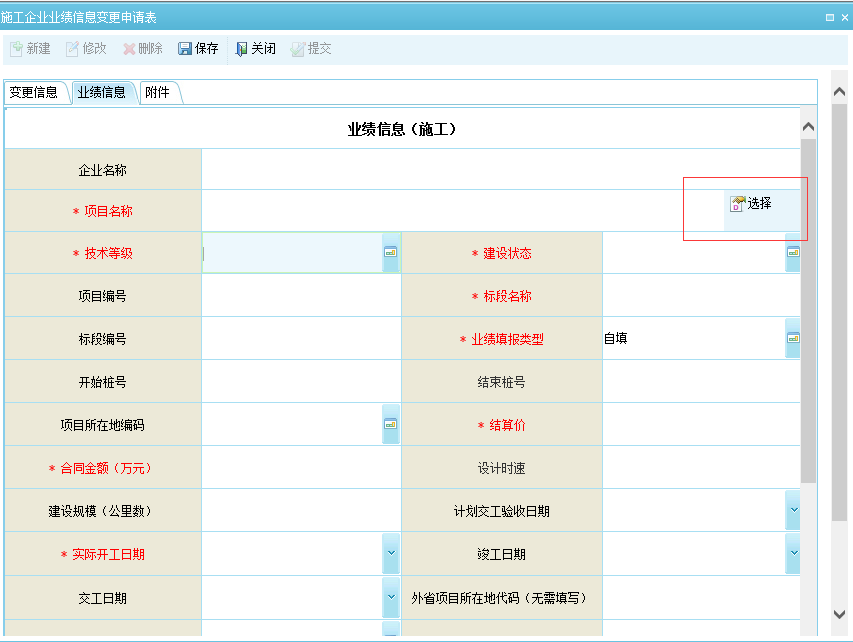 施工企业业绩信息变更申请表
新建 修改 删除 保存 关闭 提交
变更信息 业绩信息 附件
业绩信息（施工）
企业名称
* 项目名称 选择
* 技术等级 * 建设状态
项目编号 * 标段名称
标段编号 * 业绩填报类型 自填
开始桩号 结束桩号
项目所在地编码 * 结算价
* 合同金额（万元） 设计时速
建设规模（公里数） 计划交工验收日期
* 实际开工日期 竣工日期
交工日期 外省项目所在地代码（无需填写）